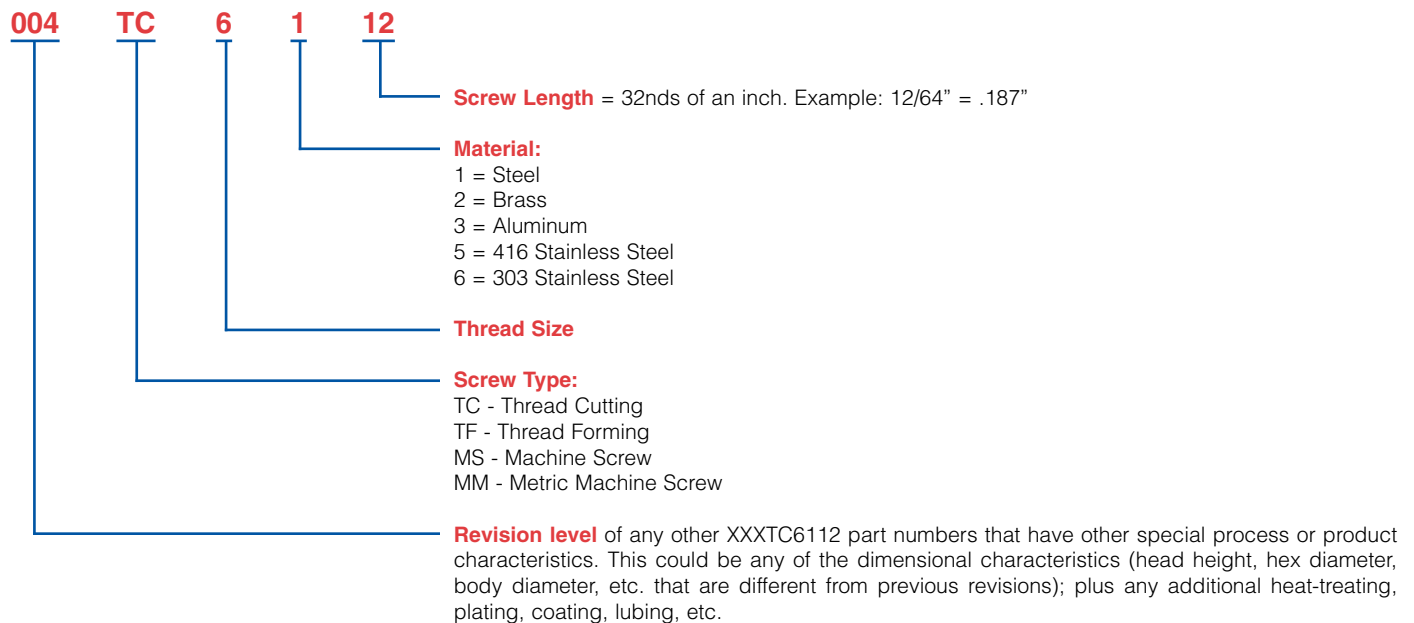 004 TC 6 1 12
Screw Length = 32nds of an inch. Example: 12/64” = .187”
Material:
1 = Steel
2 = Brass
3 = Aluminum
5 = 416 Stainless Steel
6 = 303 Stainless Steel
Thread Size
Screw Type:
TC - Thread Cutting
TF - Thread Forming
MS - Machine Screw
MM - Metric Machine Screw
Revision level of any other XXXTC6112 part numbers that have other special process or product
characteristics. This could be any of the dimensional characteristics (head height, hex diameter,
body diameter, etc. that are different from previous revisions); plus any additional heat-treating,
plating, coating, lubing, etc.